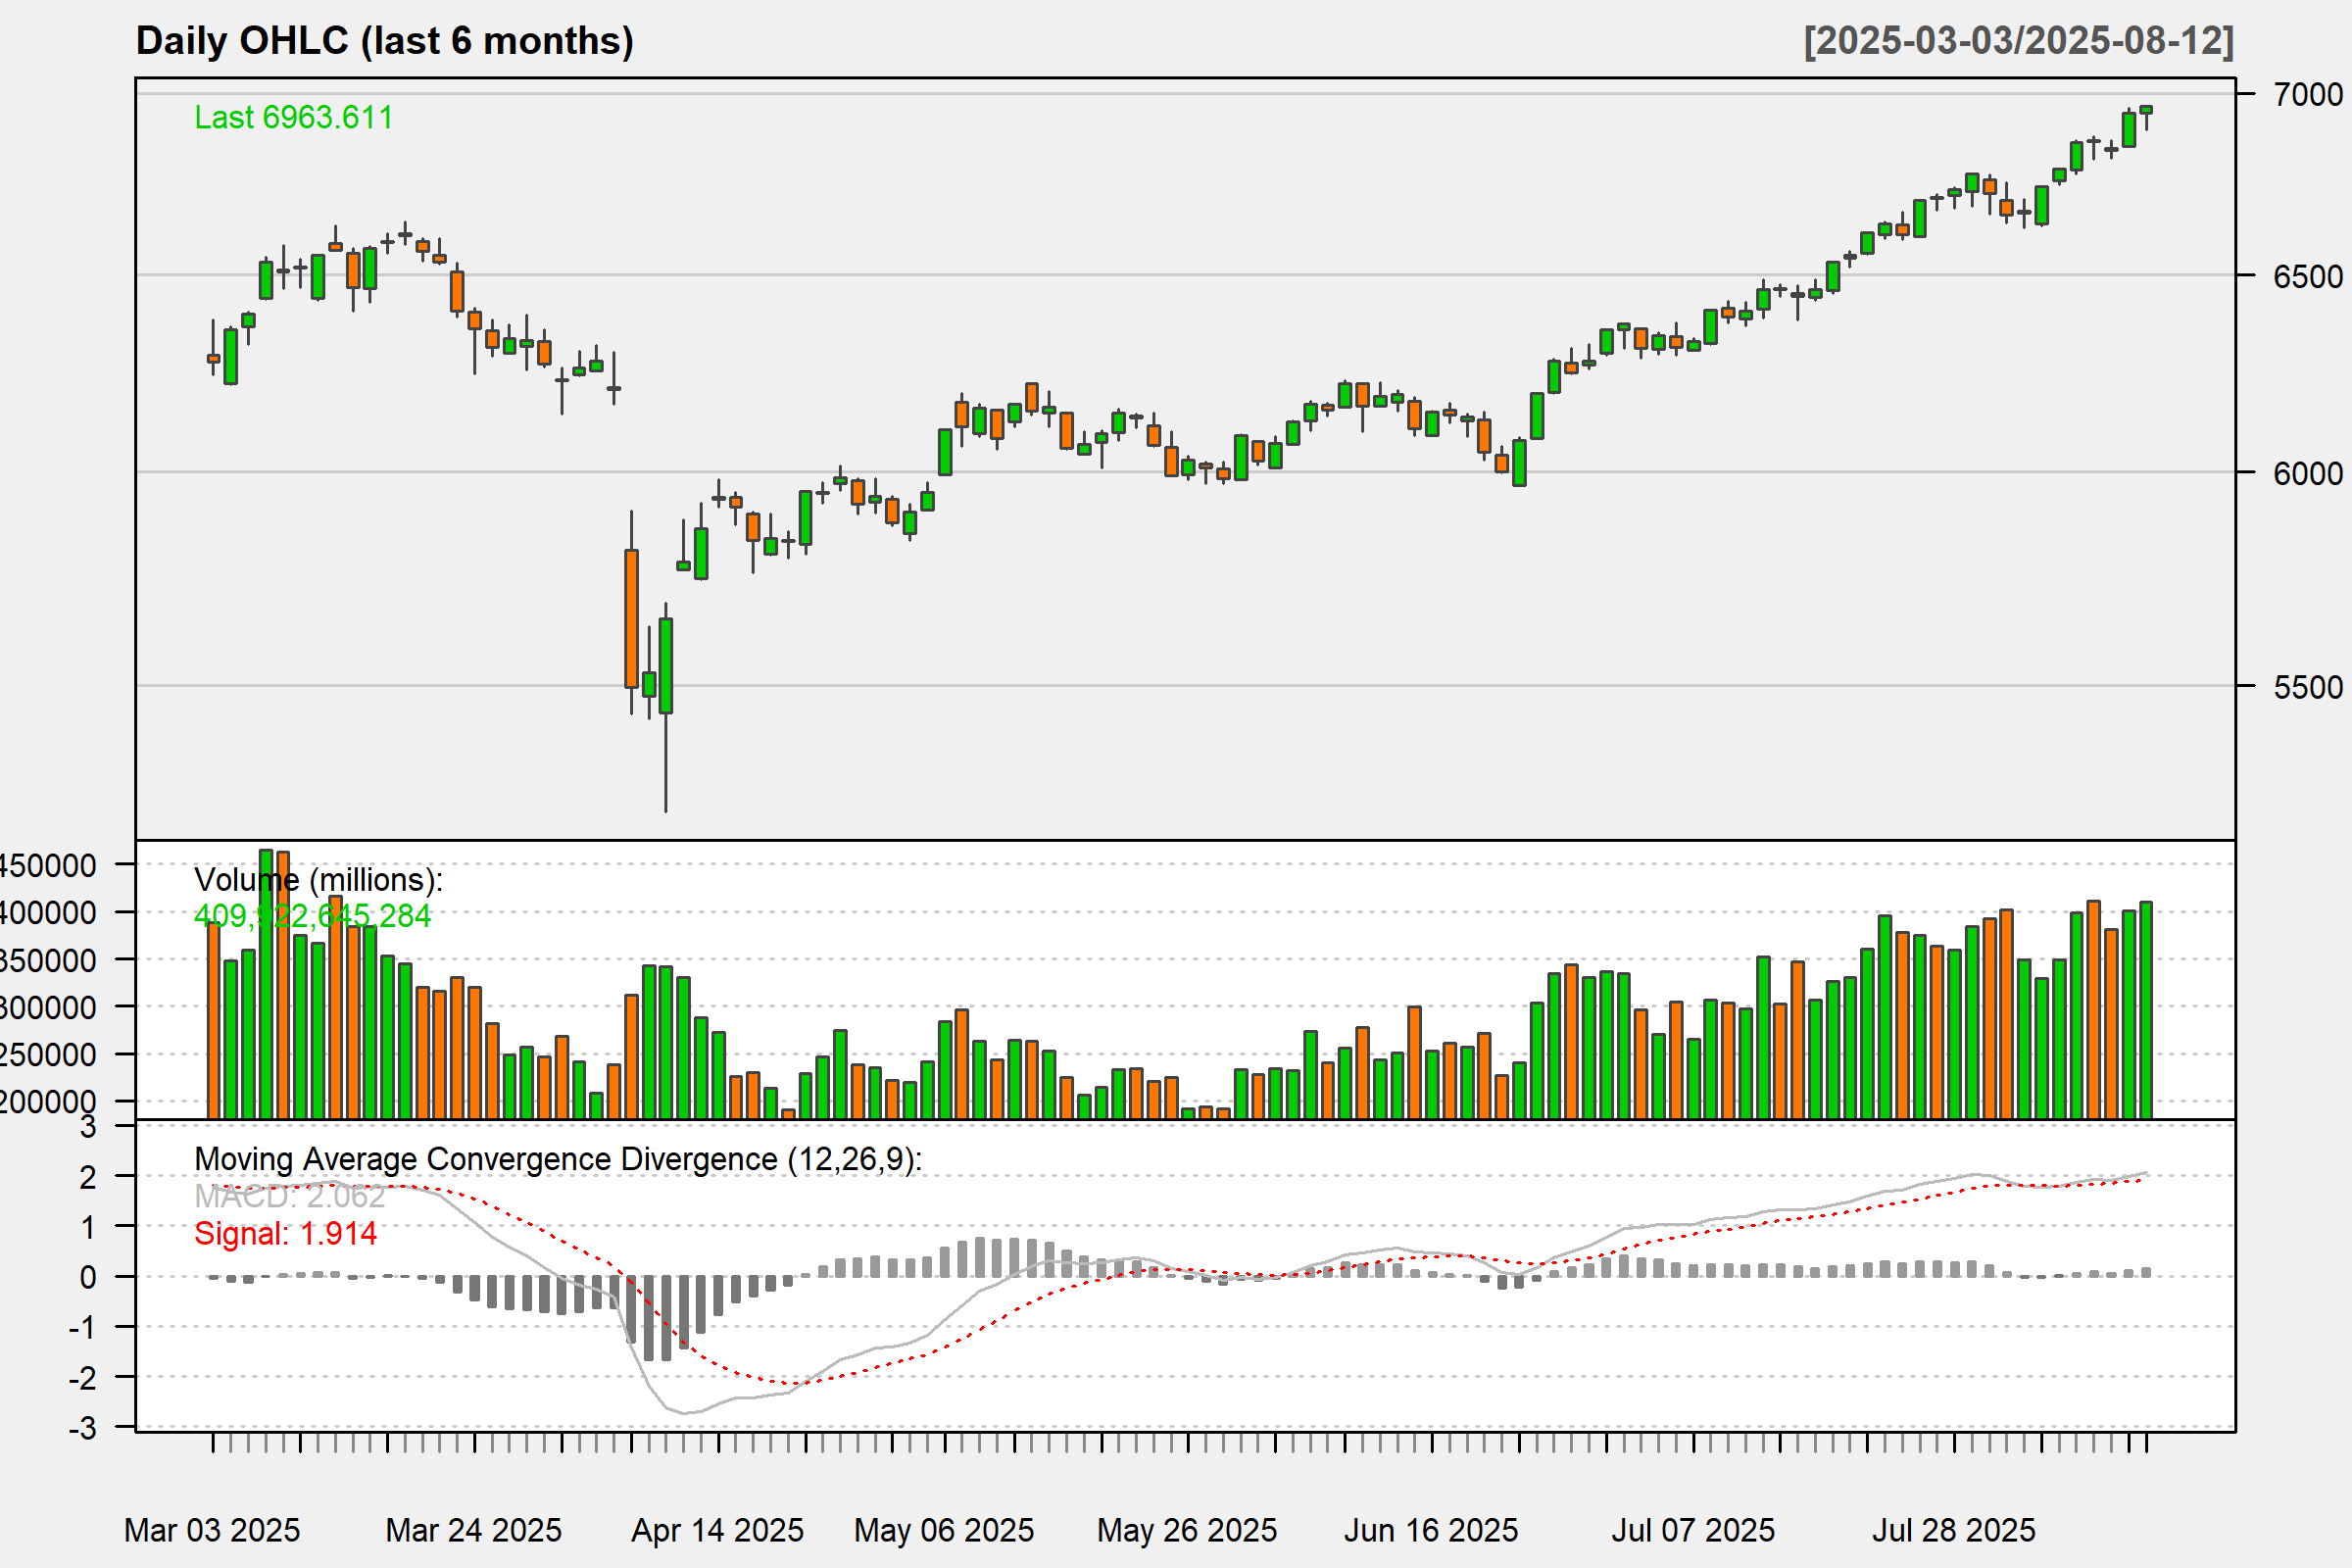 Daily OHLC (last 6 months) [2025-03-03/2025-08-12]
Last 6963.611
7000
6500
6000
5500
Volume (millions):
409,922,645,284
450000
400000
350000
300000
250000
200000
Moving Average Convergence Divergence (12,26,9):
MACD: 2.062
Signal: 1.914
3
2
1
0
-1
-2
-3
Mar 03 2025 Mar 24 2025 Apr 14 2025 May 06 2025 May 26 2025 Jun 16 2025 Jul 07 2025 Jul 28 2025